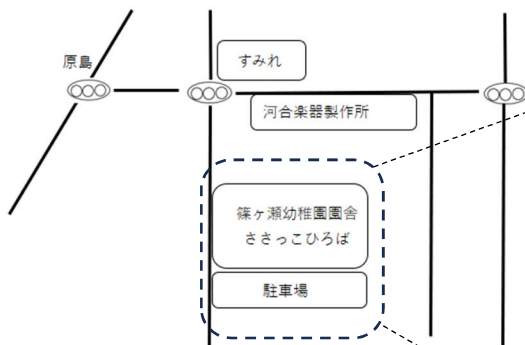 原島
すみれ
河合楽器製作所
篠ヶ瀬幼稚園園舎
ささっこひろば
駐車場